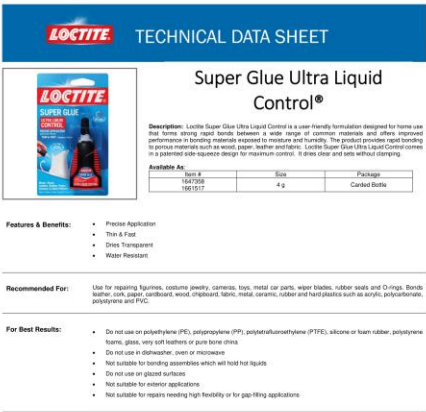 LOCTITE.
TECHNICAL DATA SHEET
Super Glue Ultra Liquid
Control®
LOCTITE.
SUPER GLUE
ULTRA LIQUID
CONTROL
Description: Loctite Super Glue Ultra Liquid Control is a user-friendly formulation designed for home use
that forms strong rapid bonds between a wide range of common materials and offers improved
performance in bonding materials exposed to moisture and humidity. The product provides rapid bonding
to porous materials such as wood, paper, leather and fabric. Loctite Super Glue Ultra Liquid Control comes
in a patented side-squeeze design for maximum control. It dries clear and sets without clamping.
Available As:
Item # Size Package
1647358
4 g Carded Bottle
1661517
Features & Benefits:
• Precise Application
• Thin & Fast
• Dries Transparent
• Water Resistant
Recommended For: Use for repairing figurines, costume jewelry, cameras, toys, metal car parts, wiper blades, rubber seals and O-rings. Bonds
leather, cork, paper, cardboard, wood, chipboard, fabric, metal, ceramic, rubber and hard plastics such as acrylic, polycarbonate,
polystyrene and PVC.
For Best Results:
• Do not use on polyethylene (PE), polypropylene (PP), polytetrafluoroethylene (PTFE), silicone or foam rubber, polystyrene
foams, glass, very soft leathers or pure bone china
• Do not use in dishwasher, oven or microwave
• Not suitable for bonding assemblies which will hold hot liquids
• Do not use on glazed surfaces
• Not suitable for exterior applications
• Not suitable for repairs needing high flexibility or for gap-filling applications